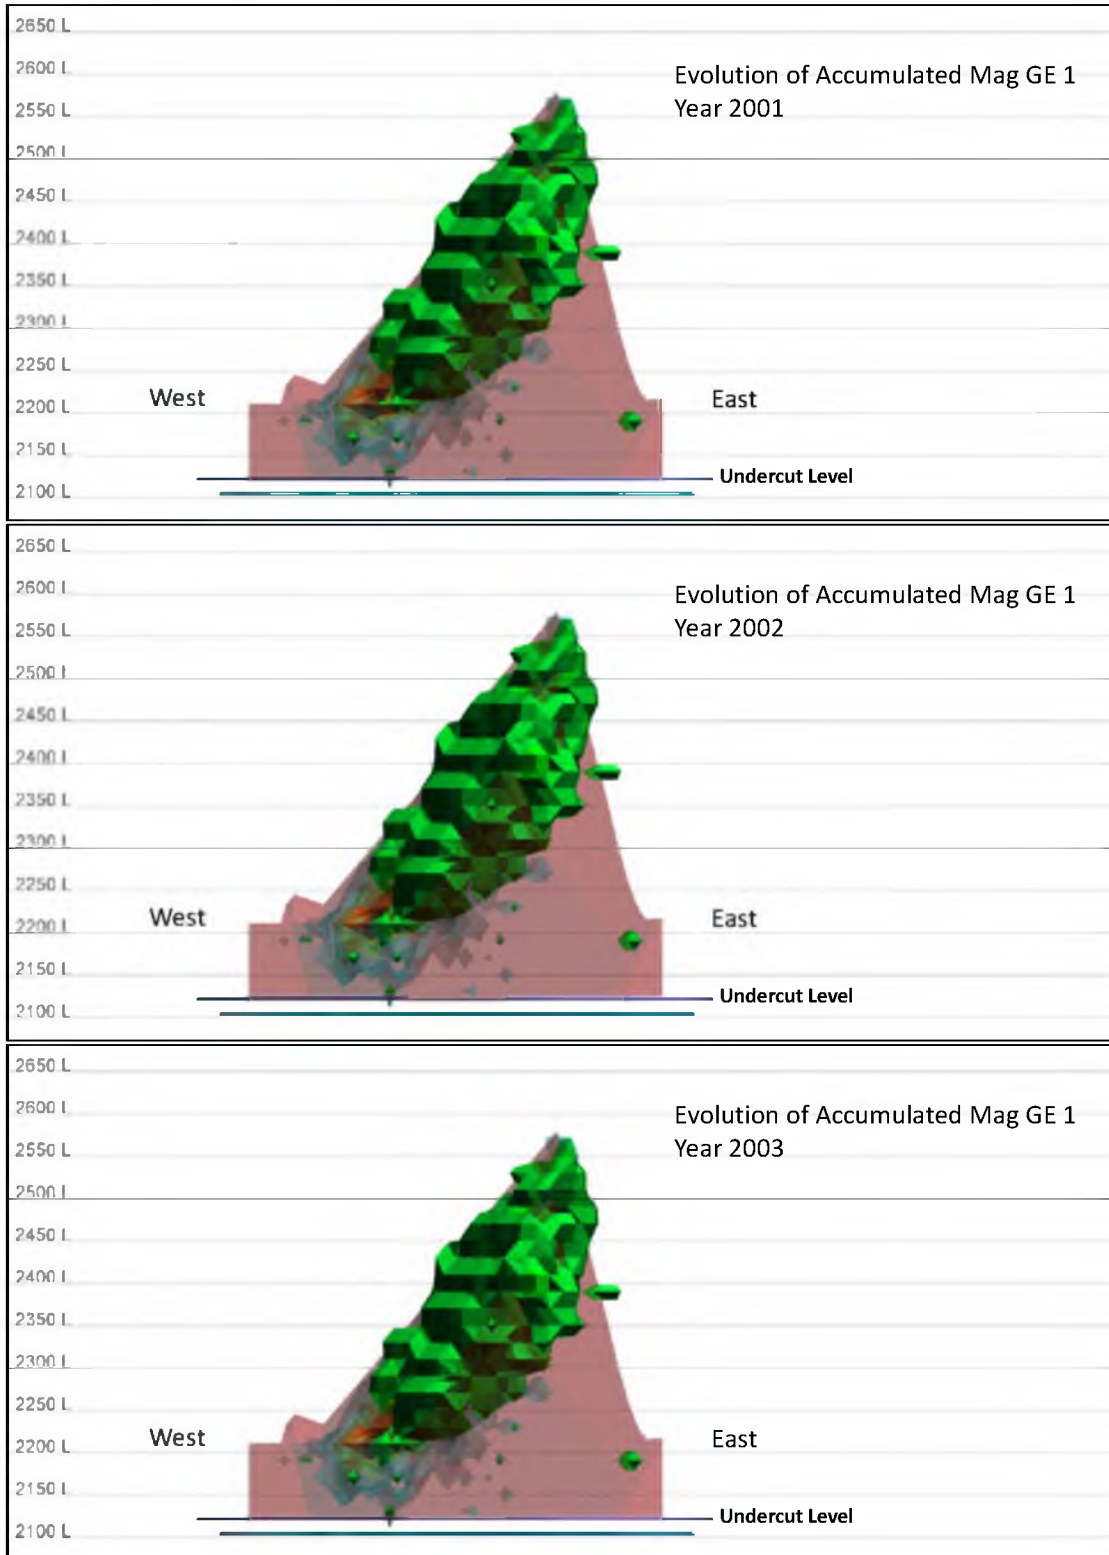 2650 L
2600 L
Evolution of Accumulated Mag GE 1
2550 L
Year 2001
2500 L
2450 L
2400 L
2350 L
2300 L
2250 L
West
East
2200 L
2150 L
Undercut Level
2100 L
2650 L
2600 L
Evolution of Accumulated Mag GE 1
2550 L
Year 2002
2500 L
2450 L
2400 L
2350 L
2300 L
2250 L
West
East
2200 L
2150 L
Undercut Level
2100 L
2650 L
2600 L
Evolution of Accumulated Mag GE 1
2550 L
Year 2003
2500 L
2450 L
2400 L
2350 L
2300 L
2250 L
West
East
2200 L
2150 L
Undercut Level
2100 L